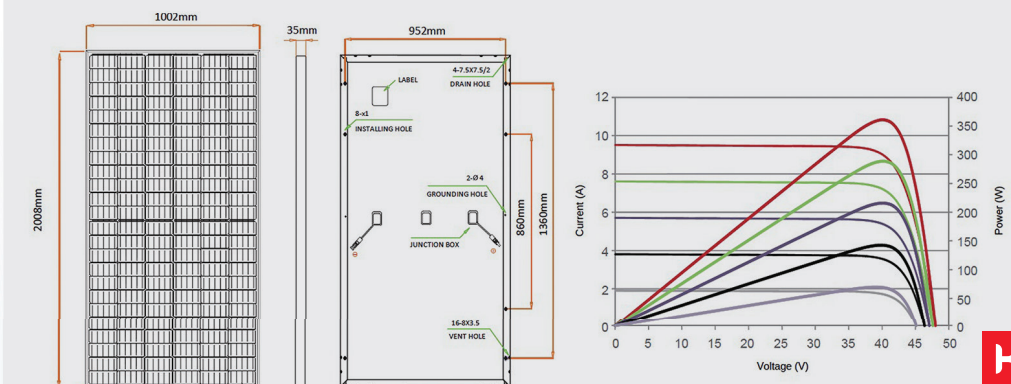 1002mm
35mm
952mm
2008mm
LABEL
8-x1
INSTALLING HOLE
4-7.5X7.5/2
DRAIN HOLE
2-Ø 4
GROUNDING HOLE
JUNCTION BOX
860mm
1360mm
16-8X3.5
VENT HOLE
12
10
8
6
4
2
0
Current (A)
400
350
300
250
200
150
100
50
0
Power (W)
0 5 10 15 20 25 30 35 40 45 50
Voltage (V)